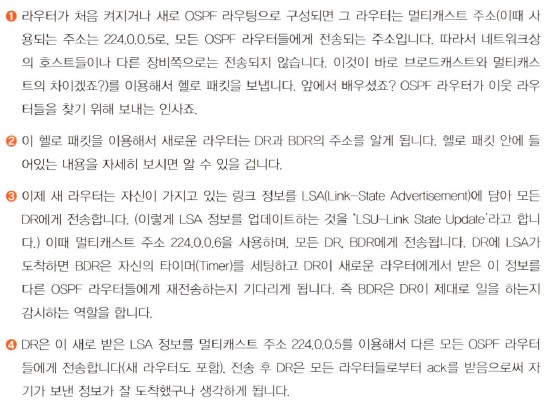 ❶ 라우터가 처음 켜지거나 새로 OSPF 라우팅으로 구성되면 그 라우터는 멀티캐스트 주소(이때 사
용되는 주소는 224.0.0.5로, 모든 OSPF 라우터들에게 전송되는 주소입니다. 따라서 네트워크상
의 호스트들이나 다른 장비쪽으로는 전송되지 않습니다. 이것이 바로 브로드캐스트와 멀티캐스
트의 차이겠죠?)를 이용해서 헬로 패킷을 보냅니다. 앞에서 배우셨죠? OSPF 라우터가 이웃 라우
터들을 찾기 위해 보내는 인사죠.
❷ 이 헬로 패킷을 이용해서 새로운 라우터는 DR과 BDR의 주소를 알게 됩니다. 헬로 패킷 안에 들
어있는 내용을 자세히 보시면 알 수 있을 겁니다.
❸ 이제 새 라우터는 자신이 가지고 있는 링크 정보를 LSA(Link-State Advertisement)에 담아 모든
DR에게 전송합니다. (이렇게 LSA 정보를 업데이트하는 것을 'LSU-Link State Update'라고 합니
다.) 이때 멀티캐스트 주소 224.0.0.6을 사용하며, 모든 DR, BDR에게 전송됩니다. DR에 LSA가
도착하면 BDR은 자신의 타이머(Timer)를 세팅하고 DR이 새로운 라우터에게서 받은 이 정보를
다른 OSPF 라우터들에게 재전송하는지 기다리게 됩니다. 즉 BDR은 DR이 제대로 일을 하는지
감시하는 역할을 합니다.
❹ DR은 이 새로 받은 LSA 정보를 멀티캐스트 주소 224.0.0.5를 이용해서 다른 모든 OSPF 라우터
들에게 전송합니다(새 라우터도 포함). 전송 후 DR은 모든 라우터들로부터 ack를 받음으로써 자
기가 보낸 정보가 잘 도착했구나 생각하게 됩니다.